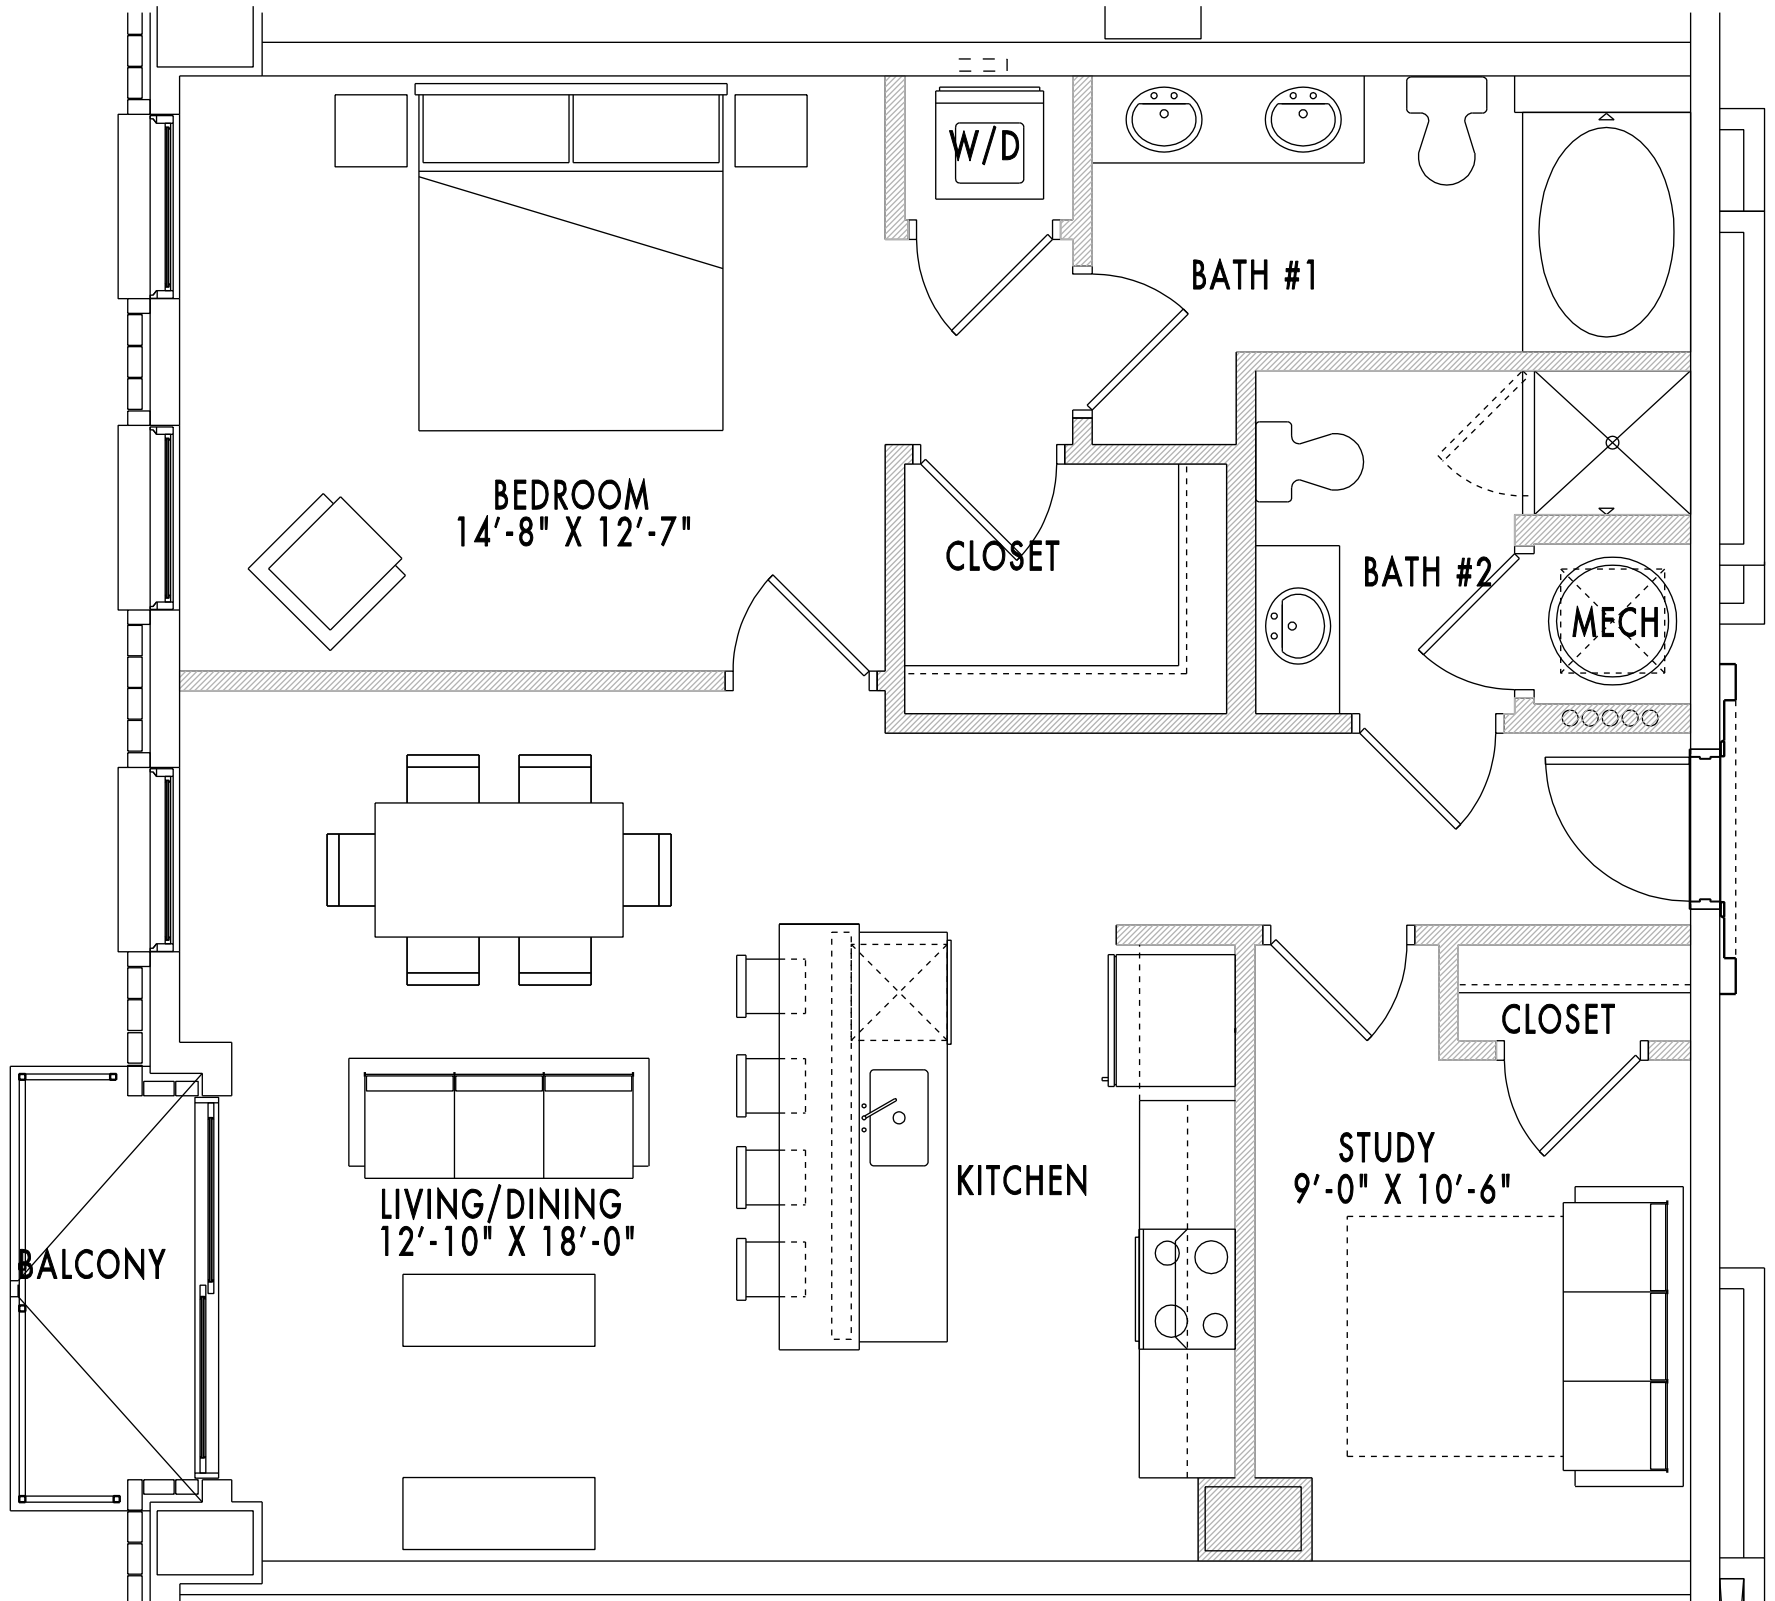 W/D
BATH #1
BEDROOM
14'-8" X 12'-7"
CLOSET
BATH #2
MECH
CLOSET
STUDY
9'-0" X 10'-6"
KITCHEN
LIVING/DINING
12'-10" X 18'-0"
BALCONY